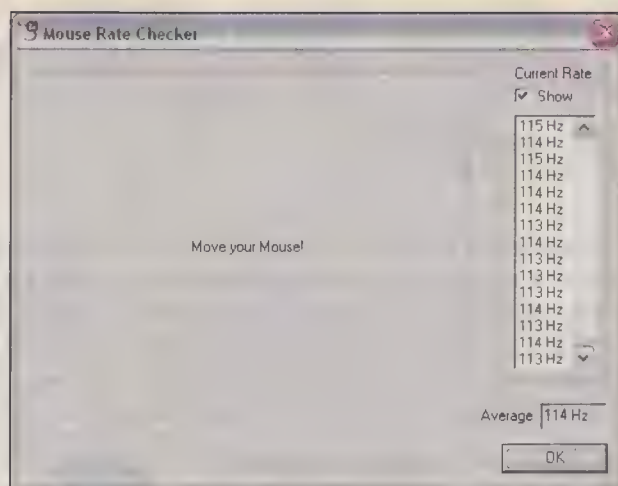 Mouse Rate Checker
Current Rate
Show
115 Hz
114 Hz
115 Hz
114 Hz
114 Hz
114 Hz
113 Hz
114 Hz
113 Hz
113 Hz
113 Hz
114 Hz
113 Hz
114 Hz
113 Hz
Move your Mouse!
Average 114 Hz
OK